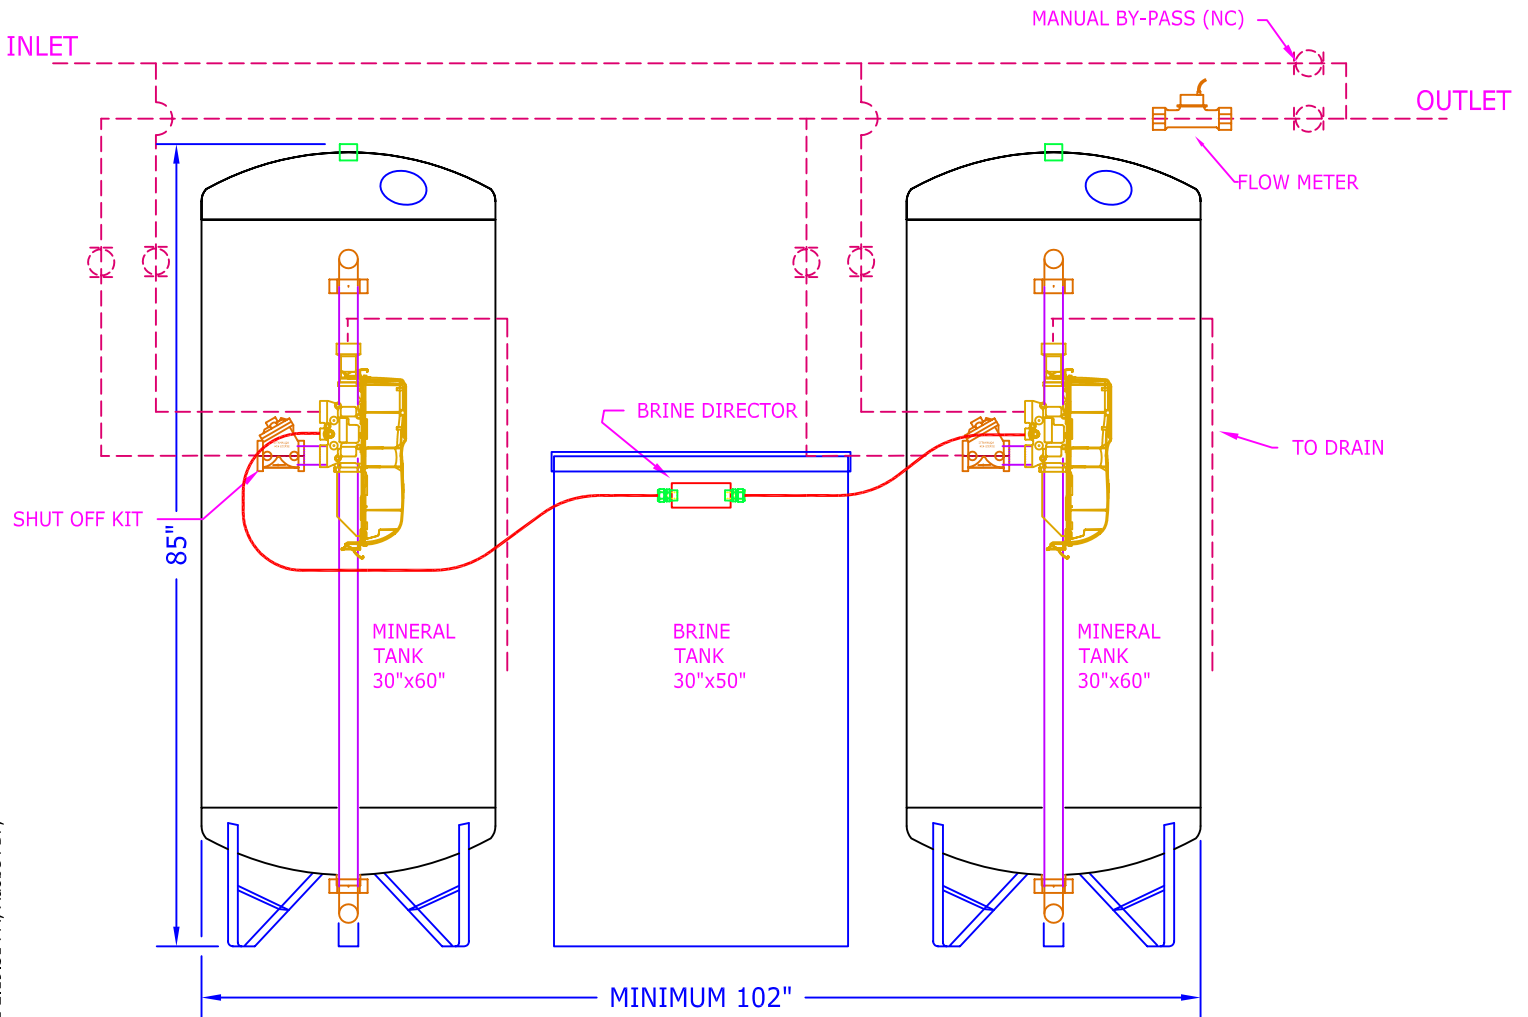 MANUAL BY-PASS (NC)
INLET
OUTLET
FLOW METER
BRINE DIRECTOR
TO DRAIN
SHUT OFF KIT
85"
MINERAL
TANK
30"x60"
BRINE
TANK
30"x50"
MINERAL
TANK
30"x60"
MINIMUM 102"